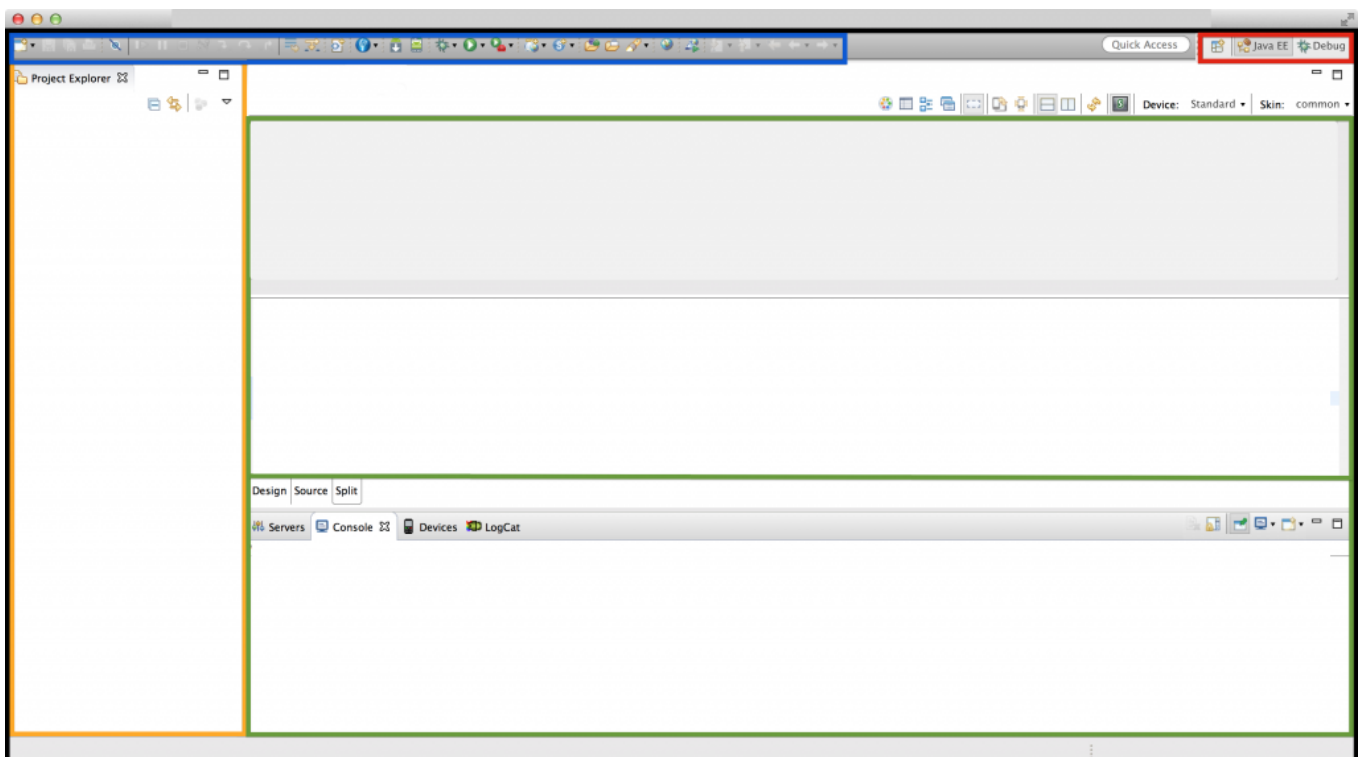 Quick Access
Java EE
Debug
Project Explorer
Device: Standard
Skin: common
Design
Source
Split
Servers
Console
Devices
LogCat